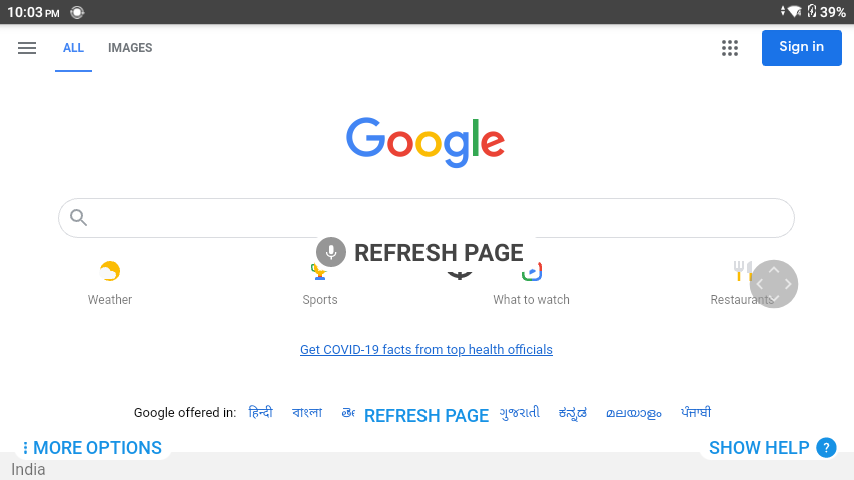 10:03 PM 39%
ALL IMAGES Sign in
Google
REFRESH PAGE
Weather Sports What to watch Restaurants
Get COVID-19 facts from top health officials
Google offered in: हिन्दी বাংলা REFRESH PAGE ગુજરાતી ಕನ್ನಡ മലയാളം ਪੰਜਾਬੀ
MORE OPTIONS SHOW HELP ?
India